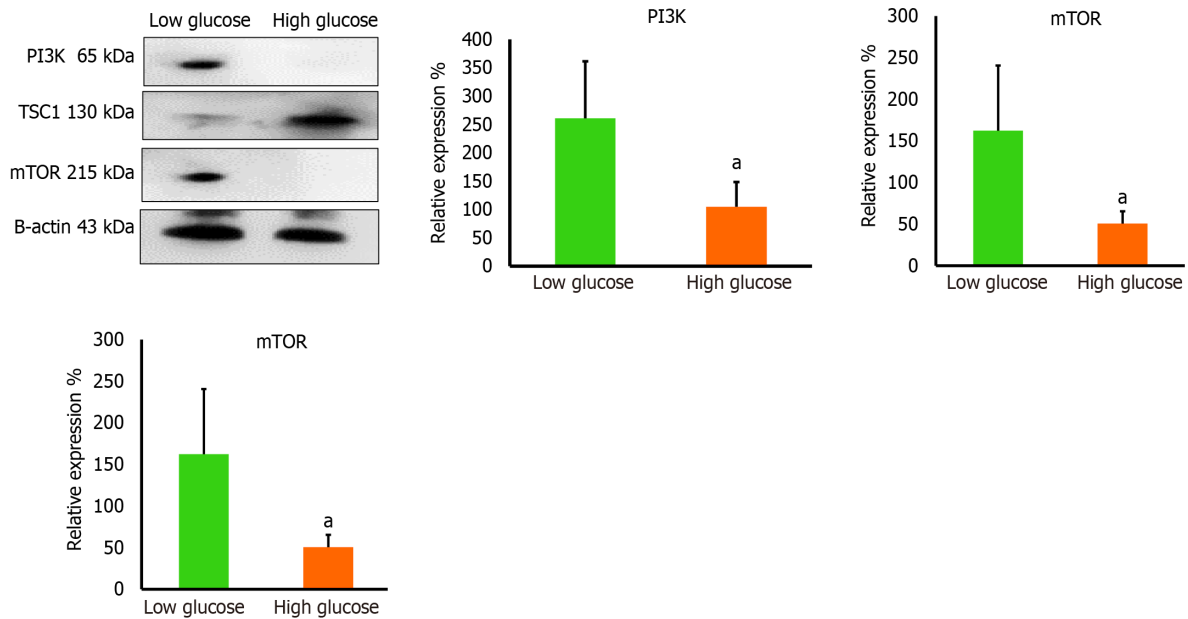 Low glucose High glucose
PI3K 65 kDa
TSC1 130 kDa
mTOR 215 kDa
B-actin 43 kDa
PI3K
Relative expression %
400
350
300
250
200
150
100
50
0
a
Low glucose High glucose
mTOR
Relative expression %
300
250
200
150
100
50
0
a
Low glucose High glucose
mTOR
Relative expression %
300
250
200
150
100
50
0
a
Low glucose High glucose